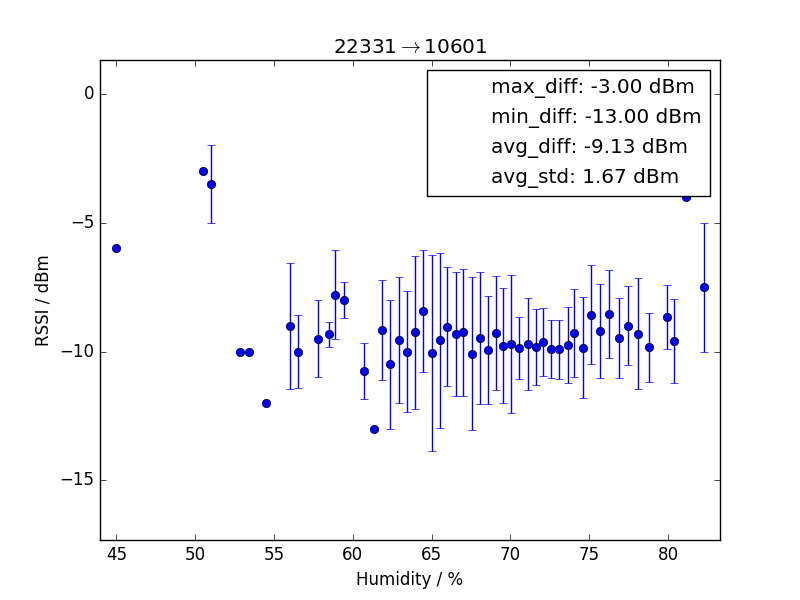 22331→10601
max_diff: -3.00 dBm
min_diff: -13.00 dBm
avg_diff: -9.13 dBm
avg_std: 1.67 dBm
RSSI / dBm
0
−5
−10
−15
45 50 55 60 65 70 75 80
Humidity / %